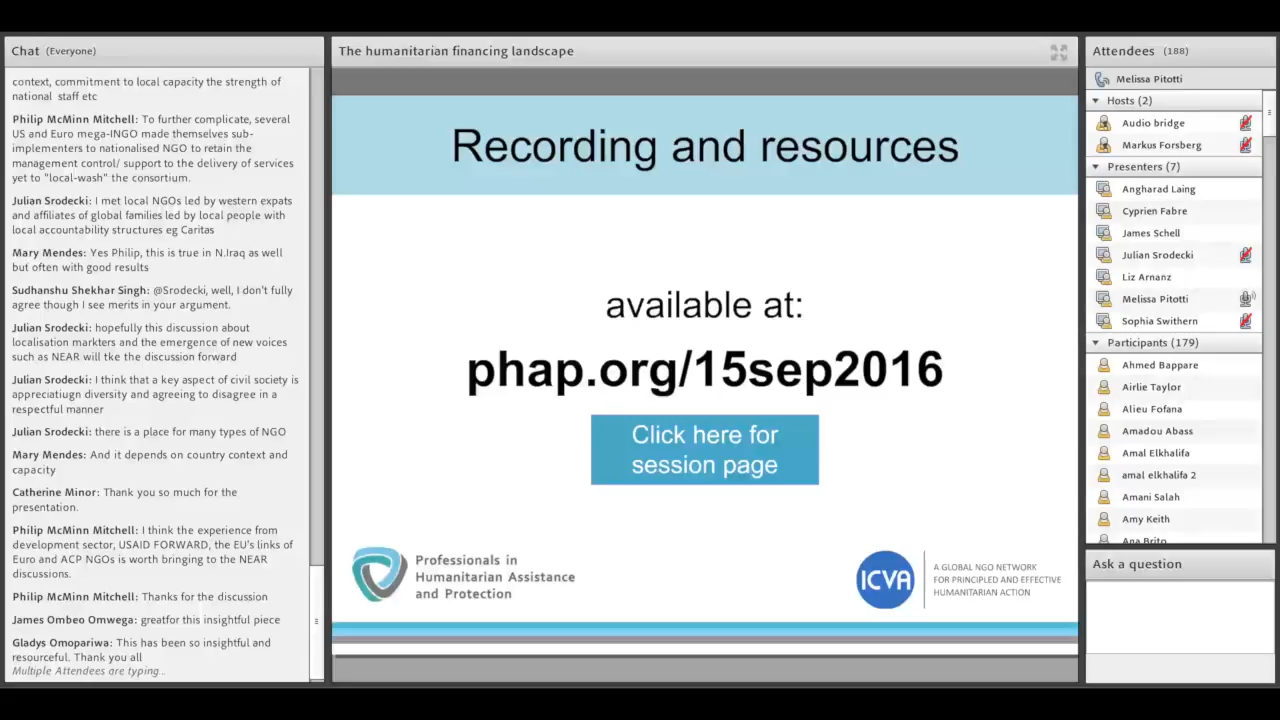 Chat (Everyone)
context, commitment to local capacity the strength of
national staff etc
Philip McMinn Mitchell: To further complicate, several
US and Euro mega-INGO made themselves sub-
implementers to nationalised NGO to retain the
management control/ support to the delivery of services
yet to "local-wash" the consortium.
Julian Srodecki: I met local NGOs led by western expats
and affiliates of global families led by local people with
local accountability structures eg Caritas
Mary Mendes: Yes Philip, this is true in N.Iraq as well
but often with good results
Sudhanshu Shekhar Singh: @Srodecki, well, I don't fully
agree though I see merits in your argument.
Julian Srodecki: hopefully this discussion about
localisation markters and the emergence of new voices
such as NEAR will tke the discussion forward
Julian Srodecki: I think that a key aspect of civil society is
appreciatiugn diversity and agreeing to disagree in a
respectful manner
Julian Srodecki: there is a place for many types of NGO
Mary Mendes: And it depends on country context and
capacity
Catherine Minor: Thank you so much for the
presentation.
Philip McMinn Mitchell: I think the experience from
development sector, USAID FORWARD, the EU's links of
Euro and ACP NGOs is worth bringing to the NEAR
discussions.
Philip McMinn Mitchell: Thanks for the discussion
James Ombeo Omwega: greatfor this insightful piece
Gladys Omopariwa: This has been so insightful and
resourceful. Thank you all
Multiple Attendees are typing...
The humanitarian financing landscape
Recording and resources
available at:
phap.org/15sep2016
Click here for
session page
Professionals in
Humanitarian Assistance
and Protection
ICVA
A GLOBAL NGO NETWORK
FOR PRINCIPLED AND EFFECTIVE
HUMANITARIAN ACTION
Attendees (188)
Melissa Pitotti
Hosts (2)
Audio bridge
Markus Forsberg
Presenters (7)
Angharad Laing
Cyprien Fabre
James Schell
Julian Srodecki
Liz Arnanz
Melissa Pitotti
Sophia Swithern
Participants (179)
Ahmed Bappare
Airlie Taylor
Alieu Fofana
Amadou Abass
Amal Elkhalifa
amal elkhalifa 2
Amani Salah
Amy Keith
Ana Brito
Ask a question